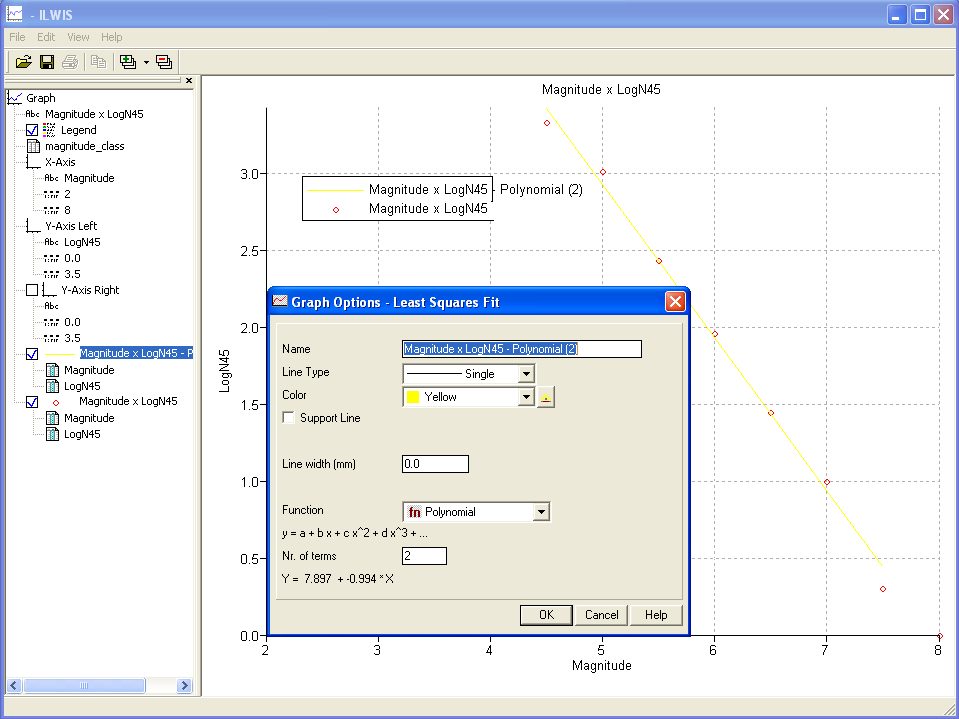 - ILWIS
File Edit View Help
Graph
Abc Magnitude x LogN45
Legend
magnitude_class
X-Axis
Abc Magnitude
2
8
Y-Axis Left
Abc LogN45
0.0
3.5
Y-Axis Right
Abc
0.0
3.5
Magnitude x LogN45 - P
Magnitude
LogN45
Magnitude x LogN45
Magnitude
LogN45
Magnitude x LogN45
Magnitude x LogN45 - Polynomial (2)
Magnitude x LogN45
3.0
2.5
2.0
1.5
1.0
0.5
0.0
LogN45
2 3 4 5 6 7 8
Magnitude
Graph Options - Least Squares Fit
Name Magnitude x LogN45 - Polynomial (2)
Line Type Single
Color Yellow
Support Line
Line width (mm) 0.0
Function fn Polynomial
y = a + b x + c x^2 + d x^3 + ...
Nr. of terms 2
Y = 7.897 + -0.994 * X
OK Cancel Help